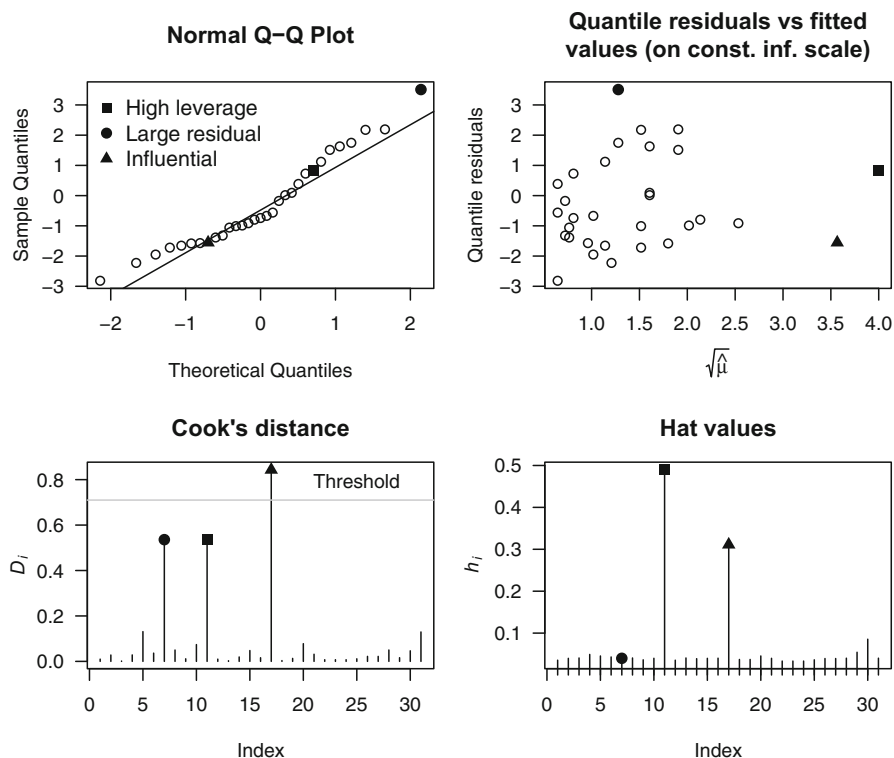 Normal Q−Q Plot
3
2
1
0
−1
−2
−3
Sample Quantiles
High leverage
Large residual
Influential
−2 −1 0 1 2
Theoretical Quantiles
Quantile residuals vs fitted
values (on const. inf. scale)
3
2
1
0
−1
−2
−3
Quantile residuals
1.0 1.5 2.0 2.5 3.0 3.5 4.0
√μ̂
Cook's distance
0.8
0.6
0.4
0.2
0.0
D i
Threshold
0 5 10 15 20 25 30
Index
Hat values
0.5
0.4
0.3
0.2
0.1
h i
0 5 10 15 20 25 30
Index